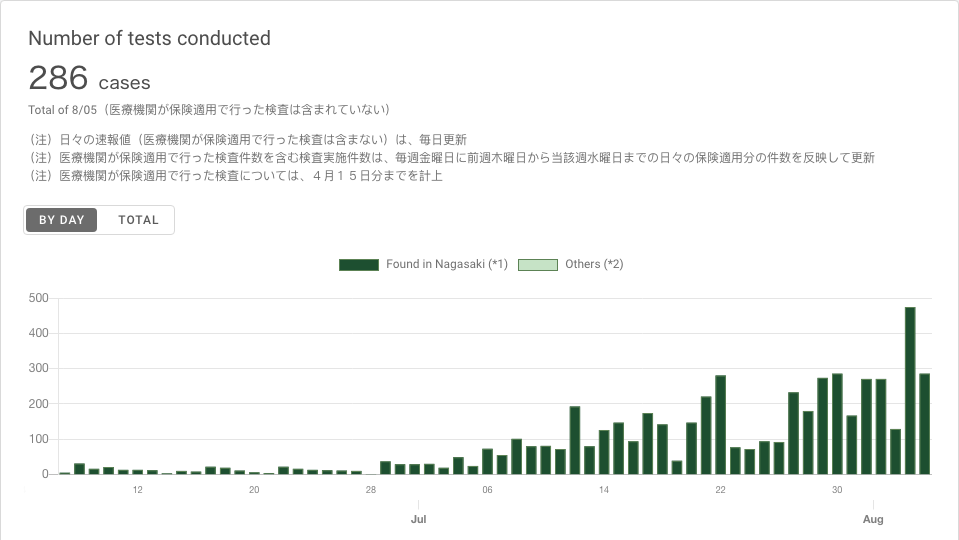 Number of tests conducted
286 cases
Total of 8/05（医療機関が保険適用で行った検査は含まれていない）
（注）日々の速報値（医療機関が保険適用で行った検査は含まない）は、毎日更新
（注）医療機関が保険適用で行った検査件数を含む検査実施件数は、毎週金曜日に前週木曜日から当該週水曜日までの日々の保険適用分の件数を反映して更新
（注）医療機関が保険適用で行った検査については、４月１５日分までを計上
BY DAY TOTAL
Found in Nagasaki (*1) Others (*2)
500
400
300
200
100
0
12 20 28 06 14 22 30
Jul Aug